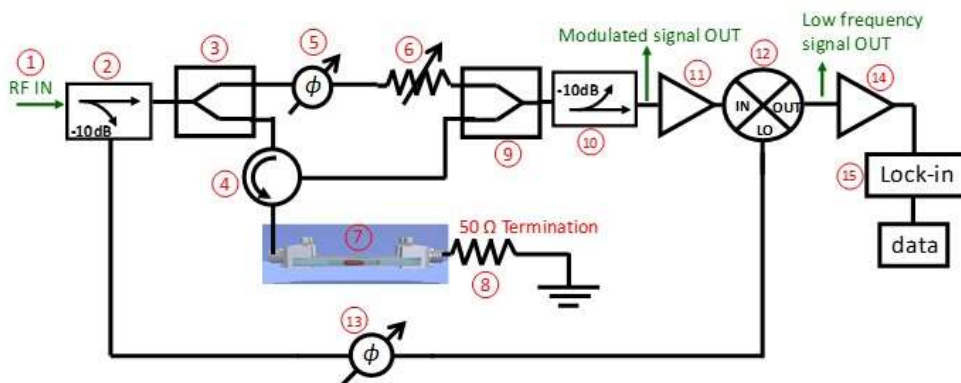 Modulated signal OUT
Low frequency
signal OUT
① ② ③ ⑤ ⑥ ⑫
RF IN
ϕ
-10dB
⑪ ⑭
-10dB
IN OUT
LO
⑩
⑨
④
⑮ Lock-in
⑦ 50 Ω Termination
data
⑧
⑬
ϕ